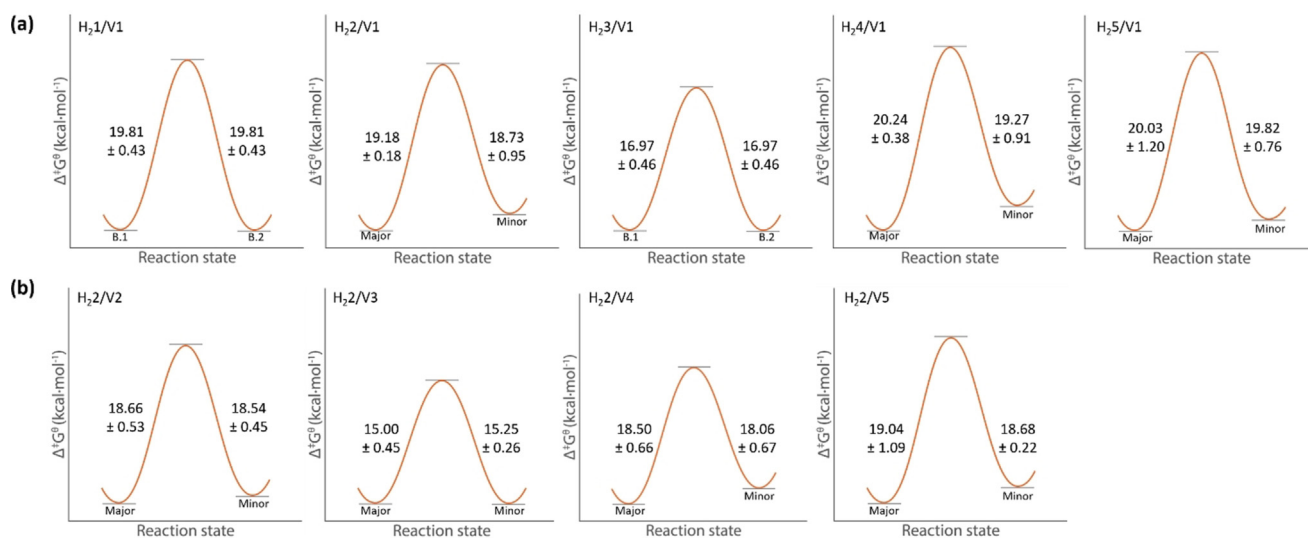 (a)
H₂1/V1
Δ‡Gθ (kcal·mol⁻¹)
19.81
± 0.43
19.81
± 0.43
B.1
B.2
Reaction state
H₂2/V1
Δ‡Gθ (kcal·mol⁻¹)
19.18
± 0.18
18.73
± 0.95
Major
Minor
Reaction state
H₂3/V1
Δ‡Gθ (kcal·mol⁻¹)
16.97
± 0.46
16.97
± 0.46
B.1
B.2
Reaction state
H₂4/V1
Δ‡Gθ (kcal·mol⁻¹)
20.24
± 0.38
19.27
± 0.91
Major
Minor
Reaction state
H₂5/V1
Δ‡Gθ (kcal·mol⁻¹)
20.03
± 1.20
19.82
± 0.76
Major
Minor
Reaction state
(b)
H₂2/V2
Δ‡Gθ (kcal·mol⁻¹)
18.66
± 0.53
18.54
± 0.45
Major
Minor
Reaction state
H₂2/V3
Δ‡Gθ (kcal·mol⁻¹)
15.00
± 0.45
15.25
± 0.26
Major
Minor
Reaction state
H₂2/V4
Δ‡Gθ (kcal·mol⁻¹)
18.50
± 0.66
18.06
± 0.67
Major
Minor
Reaction state
H₂2/V5
Δ‡Gθ (kcal·mol⁻¹)
19.04
± 1.09
18.68
± 0.22
Major
Minor
Reaction state